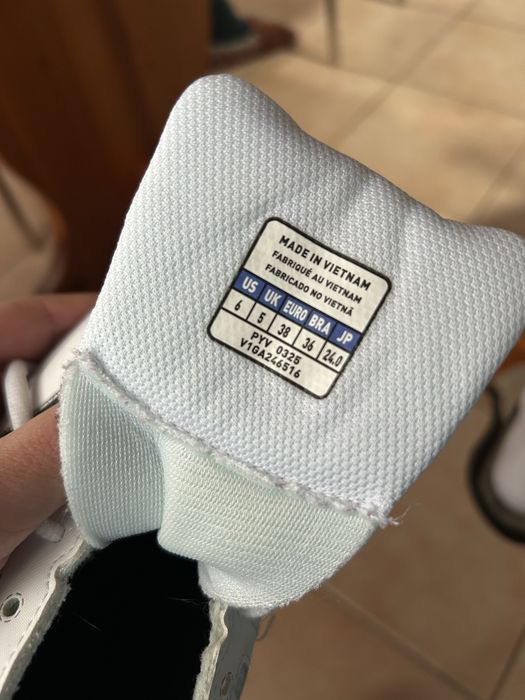 MADE IN VIETNAM
FABRIQUÉ AU VIETNAM
FABRICADO NO VIETNÃ
US UK EURO BRA JP
6 5 38 36 24.0
PYV 0325
V1GA246516